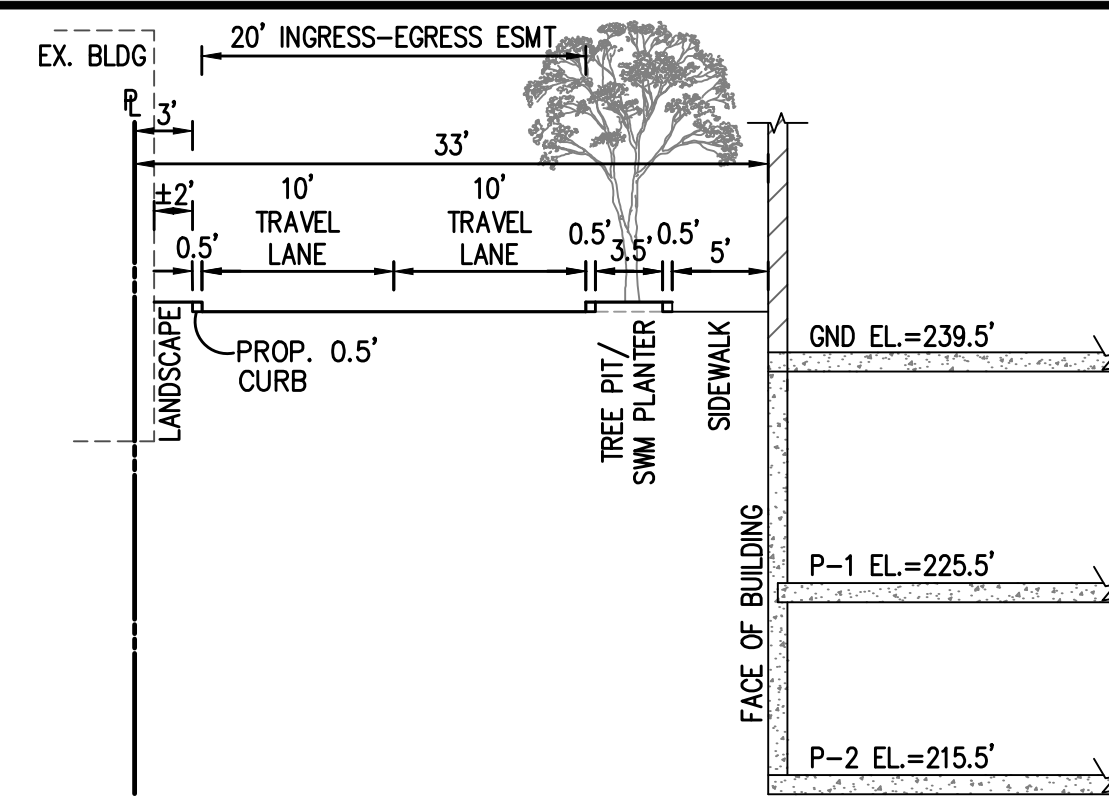 20' INGRESS-EGRESS ESMT
EX. BLDG
PL
3'
33'
±2'
10'
TRAVEL
LANE
10'
TRAVEL
LANE
0.5'
0.5'
3.5'
0.5'
5'
LANDSCAPE
PROP. 0.5'
CURB
TREE PIT/
SWM PLANTER
SIDEWALK
GND EL.=239.5'
FACE OF BUILDING
P-1 EL.=225.5'
P-2 EL.=215.5'